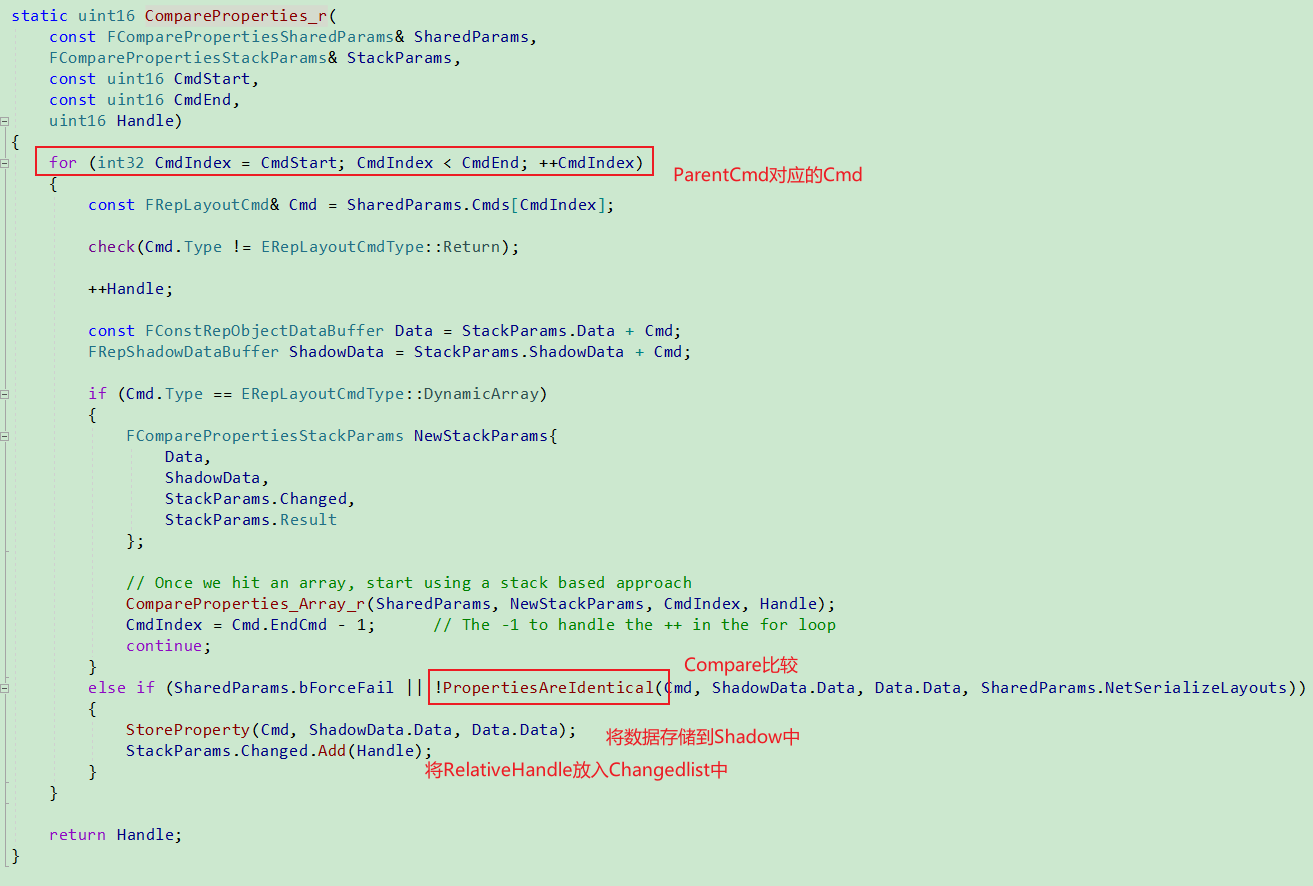 static uint16 CompareProperties_r(
const FComparePropertiesSharedParams& SharedParams,
FComparePropertiesStackParams& StackParams,
const uint16 CmdStart,
const uint16 CmdEnd,
uint16 Handle)
{
for (int32 CmdIndex = CmdStart; CmdIndex < CmdEnd; ++CmdIndex)
ParentCmd对应的Cmd
{
const FRepLayoutCmd& Cmd = SharedParams.Cmds[CmdIndex];
check(Cmd.Type != ERepLayoutCmdType::Return);
++Handle;
const FConstRepObjectDataBuffer Data = StackParams.Data + Cmd;
FRepShadowDataBuffer ShadowData = StackParams.ShadowData + Cmd;
if (Cmd.Type == ERepLayoutCmdType::DynamicArray)
{
FComparePropertiesStackParams NewStackParams{
Data,
ShadowData,
StackParams.Changed,
StackParams.Result
};
// Once we hit an array, start using a stack based approach
CompareProperties_Array_r(SharedParams, NewStackParams, CmdIndex, Handle);
CmdIndex = Cmd.EndCmd - 1; // The -1 to handle the ++ in the for loop
continue;
}
Compare比较
else if (SharedParams.bForceFail || !PropertiesAreIdentical(Cmd, ShadowData.Data, Data.Data, SharedParams.NetSerializeLayouts))
{
StoreProperty(Cmd, ShadowData.Data, Data.Data);
将数据存储到Shadow中
StackParams.Changed.Add(Handle);
将RelativeHandle放入Changedlist中
}
}
return Handle;
}